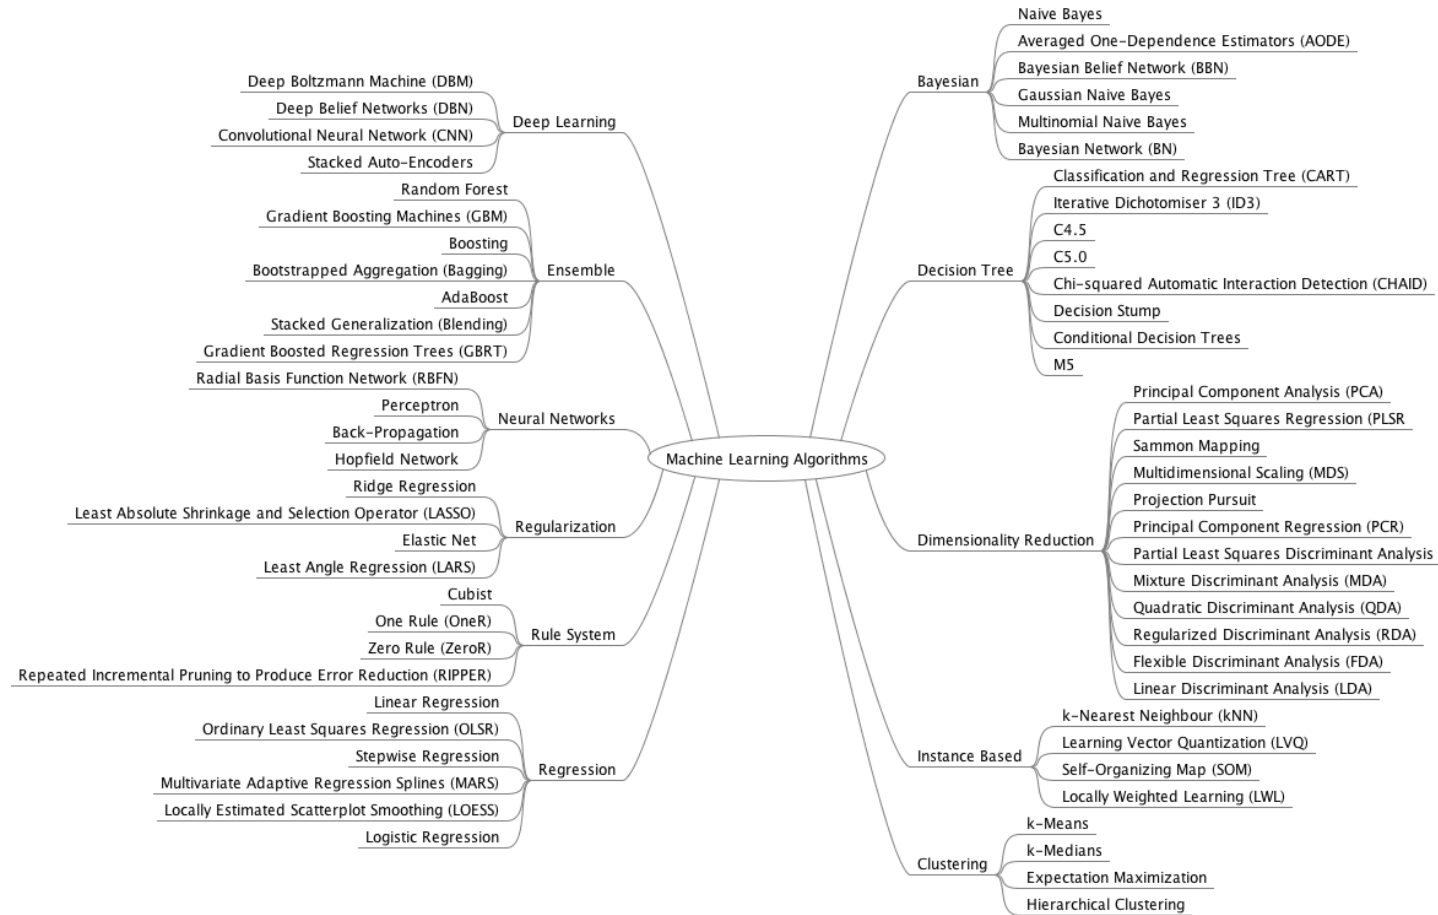 Machine Learning Algorithms
Deep Learning
Deep Boltzmann Machine (DBM)
Deep Belief Networks (DBN)
Convolutional Neural Network (CNN)
Stacked Auto-Encoders
Ensemble
Random Forest
Gradient Boosting Machines (GBM)
Boosting
Bootstrapped Aggregation (Bagging)
AdaBoost
Stacked Generalization (Blending)
Gradient Boosted Regression Trees (GBRT)
Neural Networks
Radial Basis Function Network (RBFN)
Perceptron
Back-Propagation
Hopfield Network
Regularization
Ridge Regression
Least Absolute Shrinkage and Selection Operator (LASSO)
Elastic Net
Least Angle Regression (LARS)
Rule System
Cubist
One Rule (OneR)
Zero Rule (ZeroR)
Repeated Incremental Pruning to Produce Error Reduction (RIPPER)
Regression
Linear Regression
Ordinary Least Squares Regression (OLSR)
Stepwise Regression
Multivariate Adaptive Regression Splines (MARS)
Locally Estimated Scatterplot Smoothing (LOESS)
Logistic Regression
Bayesian
Naive Bayes
Averaged One-Dependence Estimators (AODE)
Bayesian Belief Network (BBN)
Gaussian Naive Bayes
Multinomial Naive Bayes
Bayesian Network (BN)
Decision Tree
Classification and Regression Tree (CART)
Iterative Dichotomiser 3 (ID3)
C4.5
C5.0
Chi-squared Automatic Interaction Detection (CHAID)
Decision Stump
Conditional Decision Trees
M5
Dimensionality Reduction
Principal Component Analysis (PCA)
Partial Least Squares Regression (PLSR
Sammon Mapping
Multidimensional Scaling (MDS)
Projection Pursuit
Principal Component Regression (PCR)
Partial Least Squares Discriminant Analysis
Mixture Discriminant Analysis (MDA)
Quadratic Discriminant Analysis (QDA)
Regularized Discriminant Analysis (RDA)
Flexible Discriminant Analysis (FDA)
Linear Discriminant Analysis (LDA)
Instance Based
k-Nearest Neighbour (kNN)
Learning Vector Quantization (LVQ)
Self-Organizing Map (SOM)
Locally Weighted Learning (LWL)
Clustering
k-Means
k-Medians
Expectation Maximization
Hierarchical Clustering